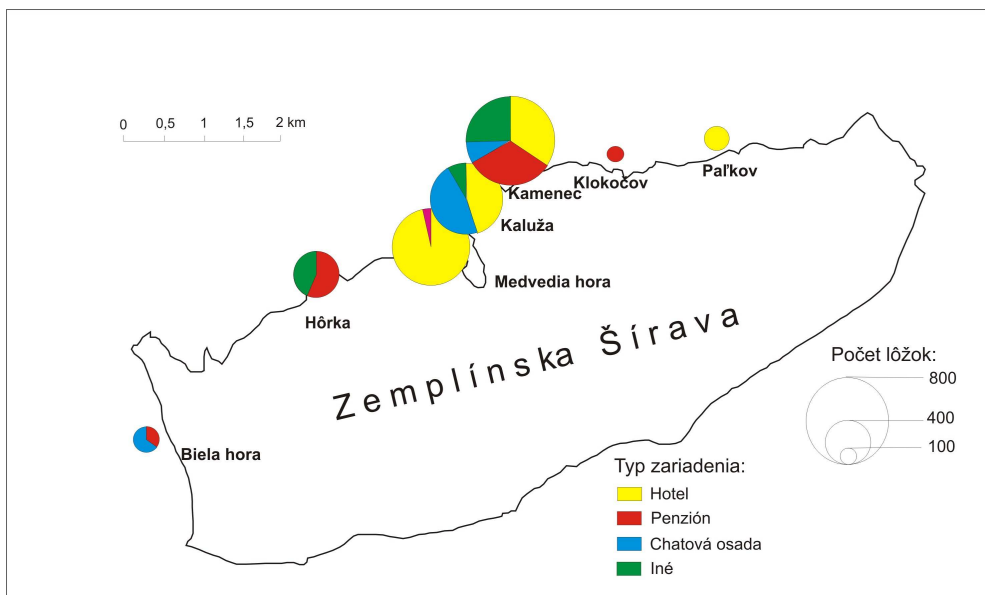 0 0,5 1 1,5 2 km
Kamenec
Klokočov
Paľkov
Kaluža
Medvedia hora
Hôrka
Zemplínska Šírava
Biela hora
Počet lôžok:
800
400
100
Typ zariadenia:
Hotel
Penzión
Chatová osada
Iné